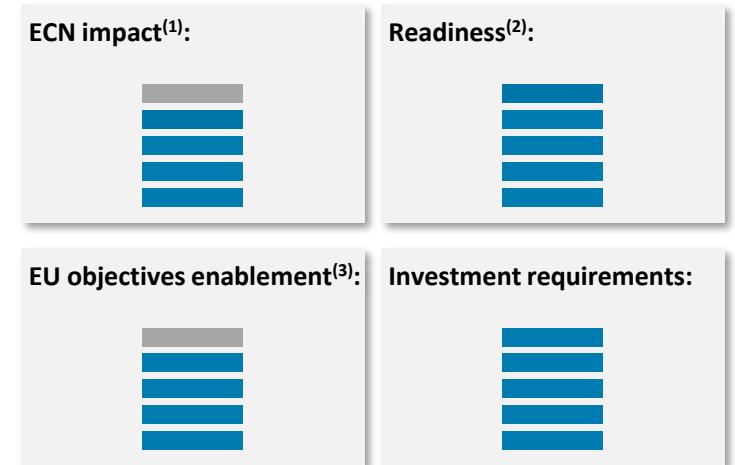 ECN impact(1):
Readiness(2):
EU objectives enablement(3):
Investment requirements: